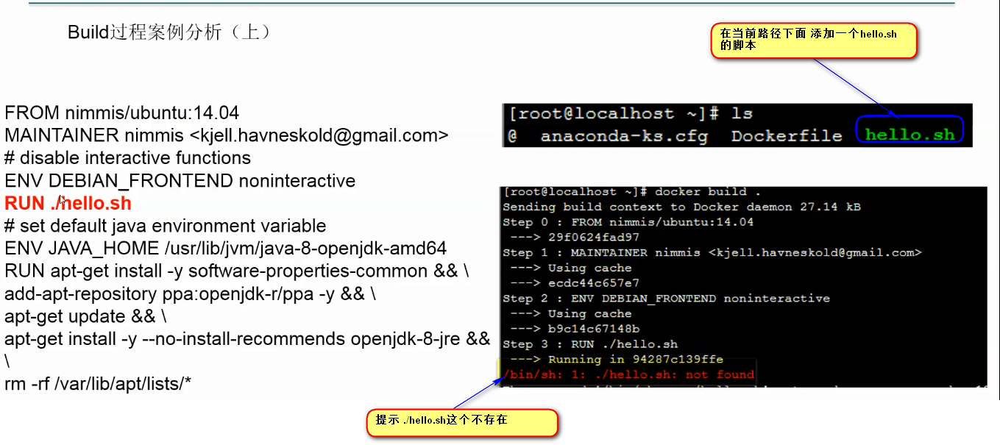 Build过程案例分析（上）
在当前路径下面 添加一个hello.sh
的脚本
FROM nimmis/ubuntu:14.04
MAINTAINER nimmis <kjell.havneskold@gmail.com>
# disable interactive functions
ENV DEBIAN_FRONTEND noninteractive
RUN ./hello.sh
# set default java environment variable
ENV JAVA_HOME /usr/lib/jvm/java-8-openjdk-amd64
RUN apt-get install -y software-properties-common && \
add-apt-repository ppa:openjdk-r/ppa -y && \
apt-get update && \
apt-get install -y --no-install-recommends openjdk-8-jre &&
\
rm -rf /var/lib/apt/lists/*
[root@localhost ~]# ls
@ anaconda-ks.cfg Dockerfile hello.sh
[root@localhost ~]# docker build .
Sending build context to Docker daemon 27.14 kB
Step 0 : FROM nimmis/ubuntu:14.04
---> 29f0624fad97
Step 1 : MAINTAINER nimmis <kjell.havneskold@gmail.com>
---> Using cache
---> ecdc44c657e7
Step 2 : ENV DEBIAN_FRONTEND noninteractive
---> Using cache
---> b9c14c67148b
Step 3 : RUN ./hello.sh
---> Running in 94287c139ffe
/bin/sh: 1: ./hello.sh: not found
提示 ./hello.sh这个不存在